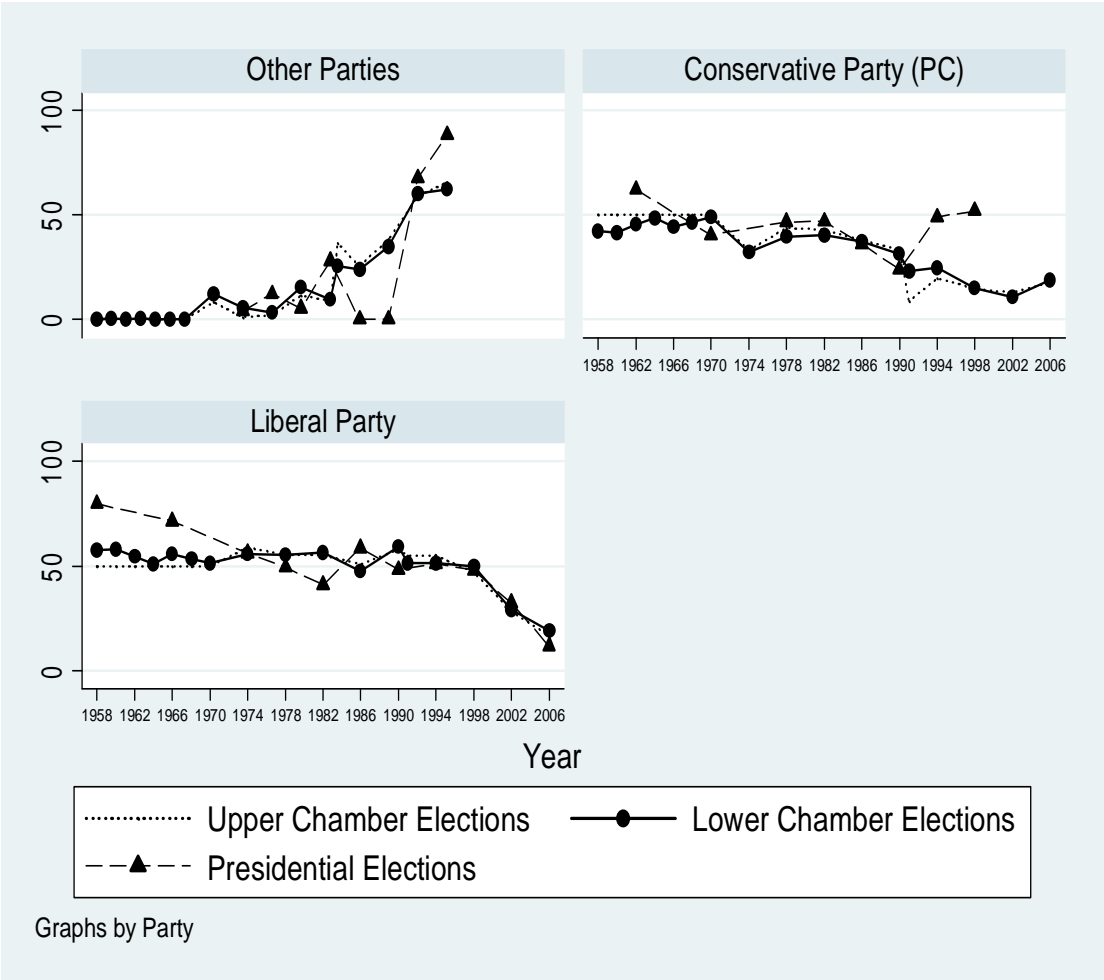 Other Parties
Conservative Party (PC)
100
50
0
1958 1962 1966 1970 1974 1978 1982 1986 1990 1994 1998 2002 2006
Liberal Party
100
50
0
1958 1962 1966 1970 1974 1978 1982 1986 1990 1994 1998 2002 2006
Year
Upper Chamber Elections
Lower Chamber Elections
Presidential Elections
Graphs by Party